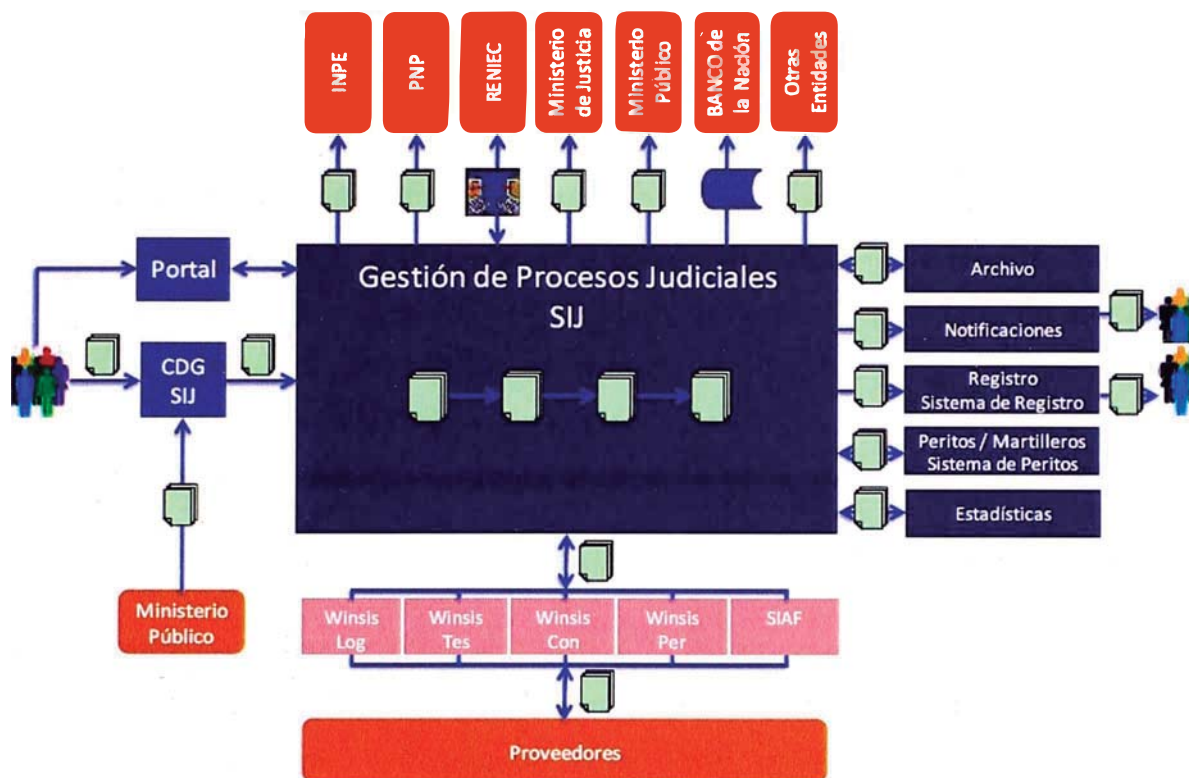 INPE
PNP
RENIEC
Ministerio
de Justicia
Ministerio
Público
BANCO de
la Nación
Otras
Entidades
Portal
Gestión de Procesos Judiciales
SIJ
CDG
SIJ
Archivo
Notificaciones
Registro
Sistema de Registro
Peritos / Martilleros
Sistema de Peritos
Estadísticas
Ministerio
Público
Winsis
Log
Winsis
Tes
Winsis
Con
Winsis
Per
SIAF
Proveedores